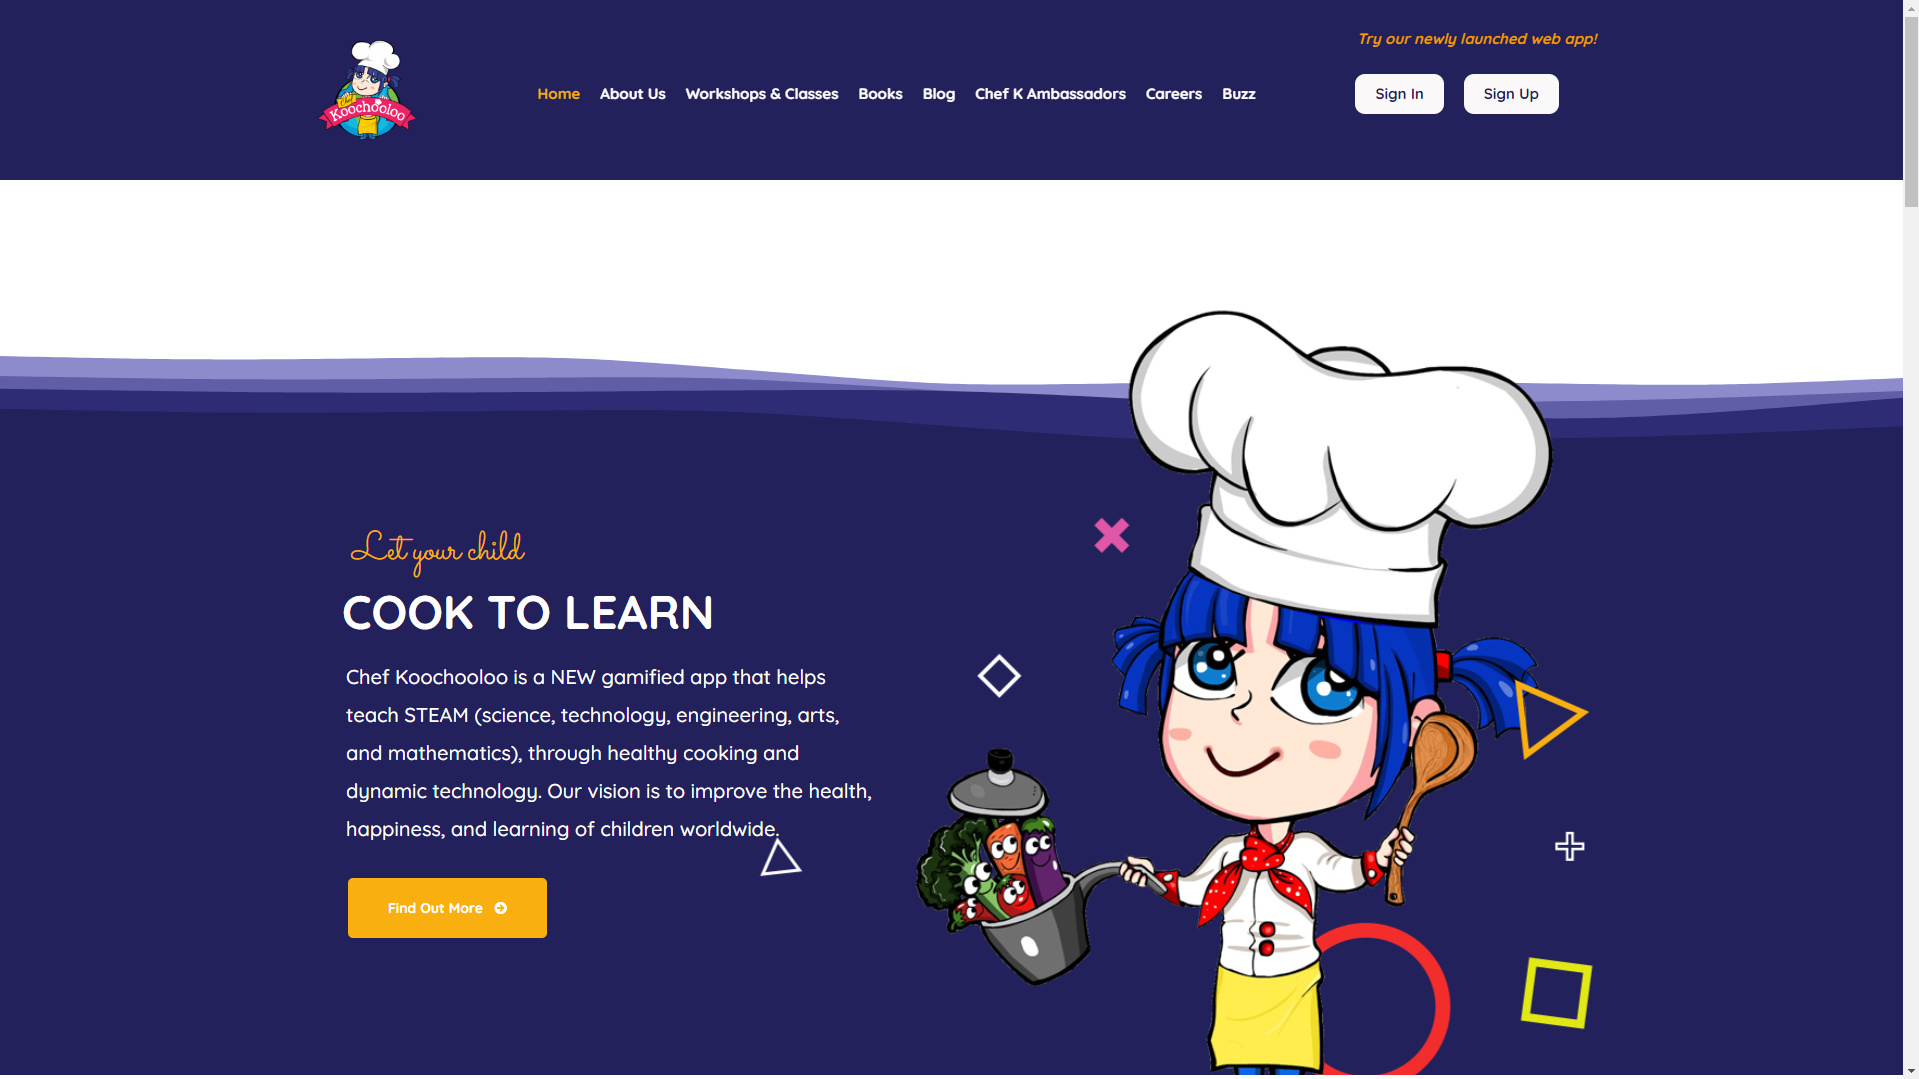 Try our newly launched web app!
Chef
Koochooloo
Home About Us Workshops & Classes Books Blog Chef K Ambassadors Careers Buzz
Sign In Sign Up
Let your child
COOK TO LEARN
Chef Koochooloo is a NEW gamified app that helps
teach STEAM (science, technology, engineering, arts,
and mathematics), through healthy cooking and
dynamic technology. Our vision is to improve the health,
happiness, and learning of children worldwide.
Find Out More